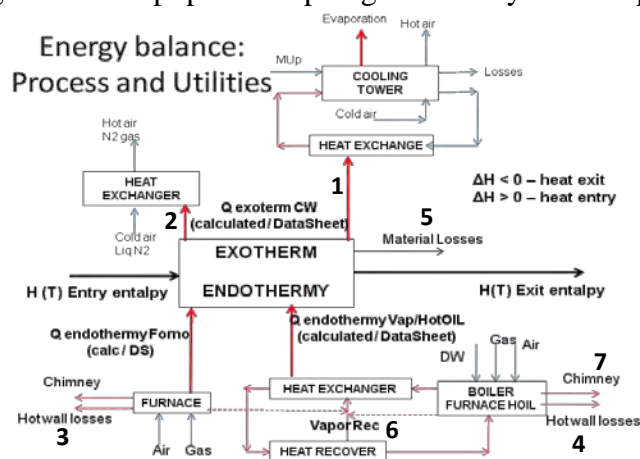 Energy balance:
Process and Utilities
Evaporation
Hot air
MUp
COOLING
TOWER
Losses
Cold air
HEAT EXCHANGE
Hot air
N2 gas
HEAT
EXCHANGER
Cold air
Liq N2
1
2
Q exoterm CW
(calculated / DataSheet)
ΔH < 0 – heat exit
ΔH > 0 – heat entry
5
Material Losses
EXOTHERM
ENDOTHERMY
H (T) Entry entalpy
H(T) Exit entalpy
Q endothermy Forno
(calc / DS)
Q endothermy Vap/HotOIL
(calculated / DataSheet)
DW
Gas
Air
7
Chimney
Chimney
Hotwall losses
3
FURNACE
HEAT EXCHANGER
BOILER
FURNACE HOIL
Hotwall losses
4
Vapor Rec
6
Air
Gas
HEAT RECOVER